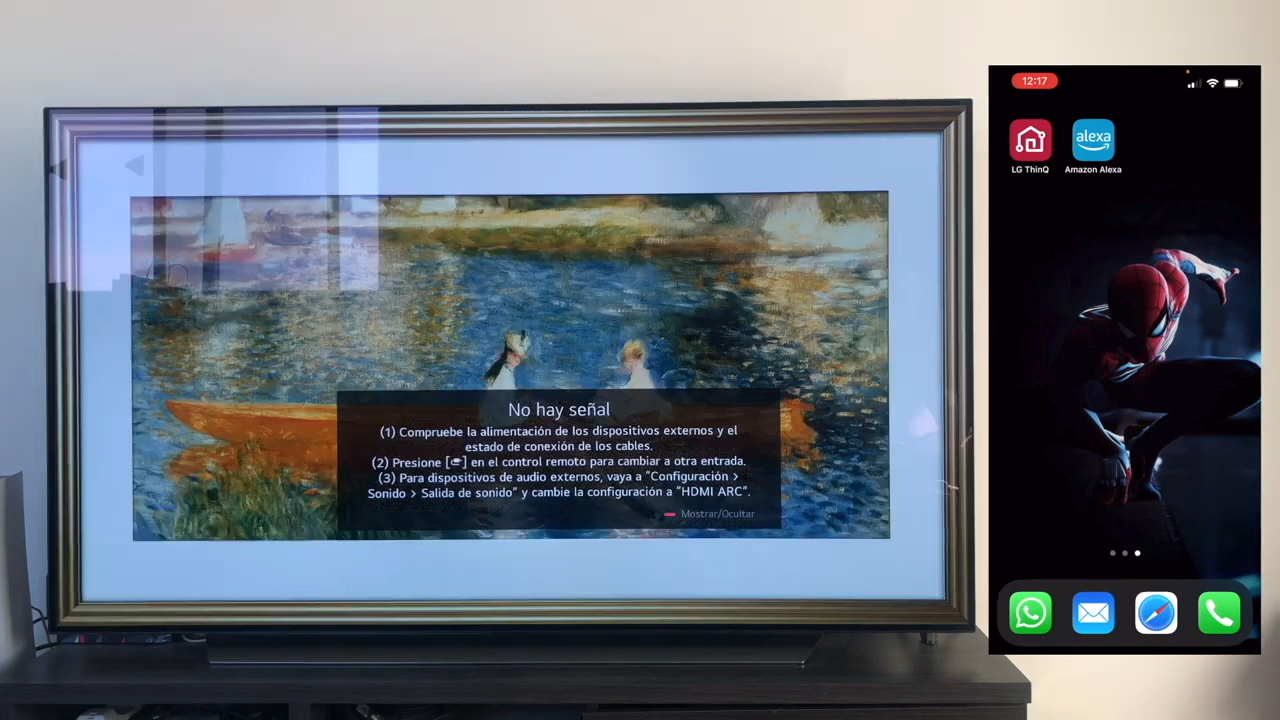 No hay señal
(1) Compruebe la alimentación de los dispositivos externos y el
estado de conexión de los cables.
(2) Presione [] en el control remoto para cambiar a otra entrada.
(3) Para dispositivos de audio externos, vaya a "Configuración >
Sonido > Salida de sonido" y cambie la configuración a "HDMI ARC".
Mostrar/Ocultar
12:17
alexa
LG ThinQ
Amazon Alexa